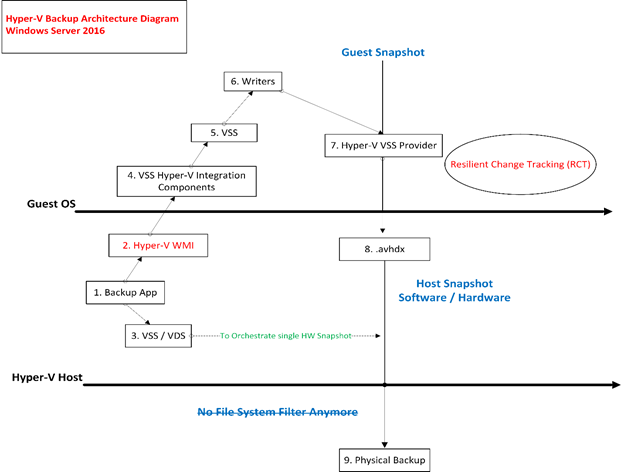 Hyper-V Backup Architecture Diagram
Windows Server 2016
Guest Snapshot
6. Writers
5. VSS
7. Hyper-V VSS Provider
Resilient Change Tracking (RCT)
4. VSS Hyper-V Integration
Components
Guest OS
2. Hyper-V WMI
8. .avhdx
1. Backup App
Host Snapshot
Software / Hardware
3. VSS / VDS
To Orchestrate single HW Snapshot
Hyper-V Host
No File System Filter Anymore
9. Physical Backup